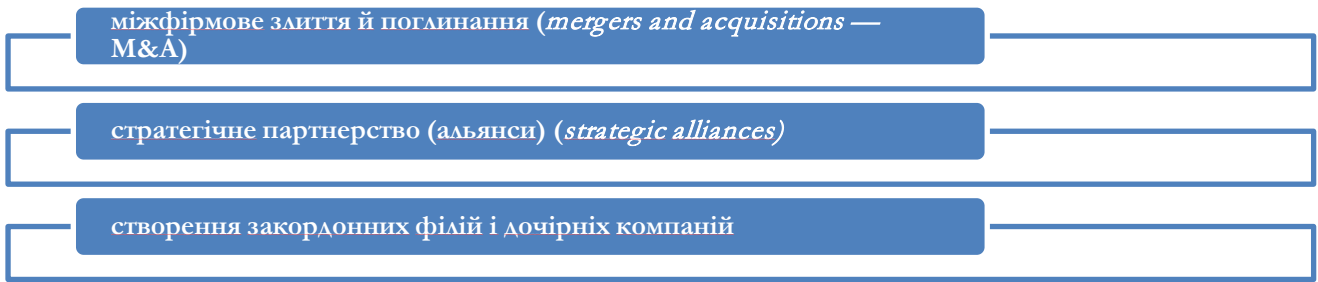 міжфірмове злиття й поглинання (mergers and acquisitions —
M&A)
стратегічне партнерство (альянси) (strategic alliances)
створення закордонних філій і дочірніх компаній